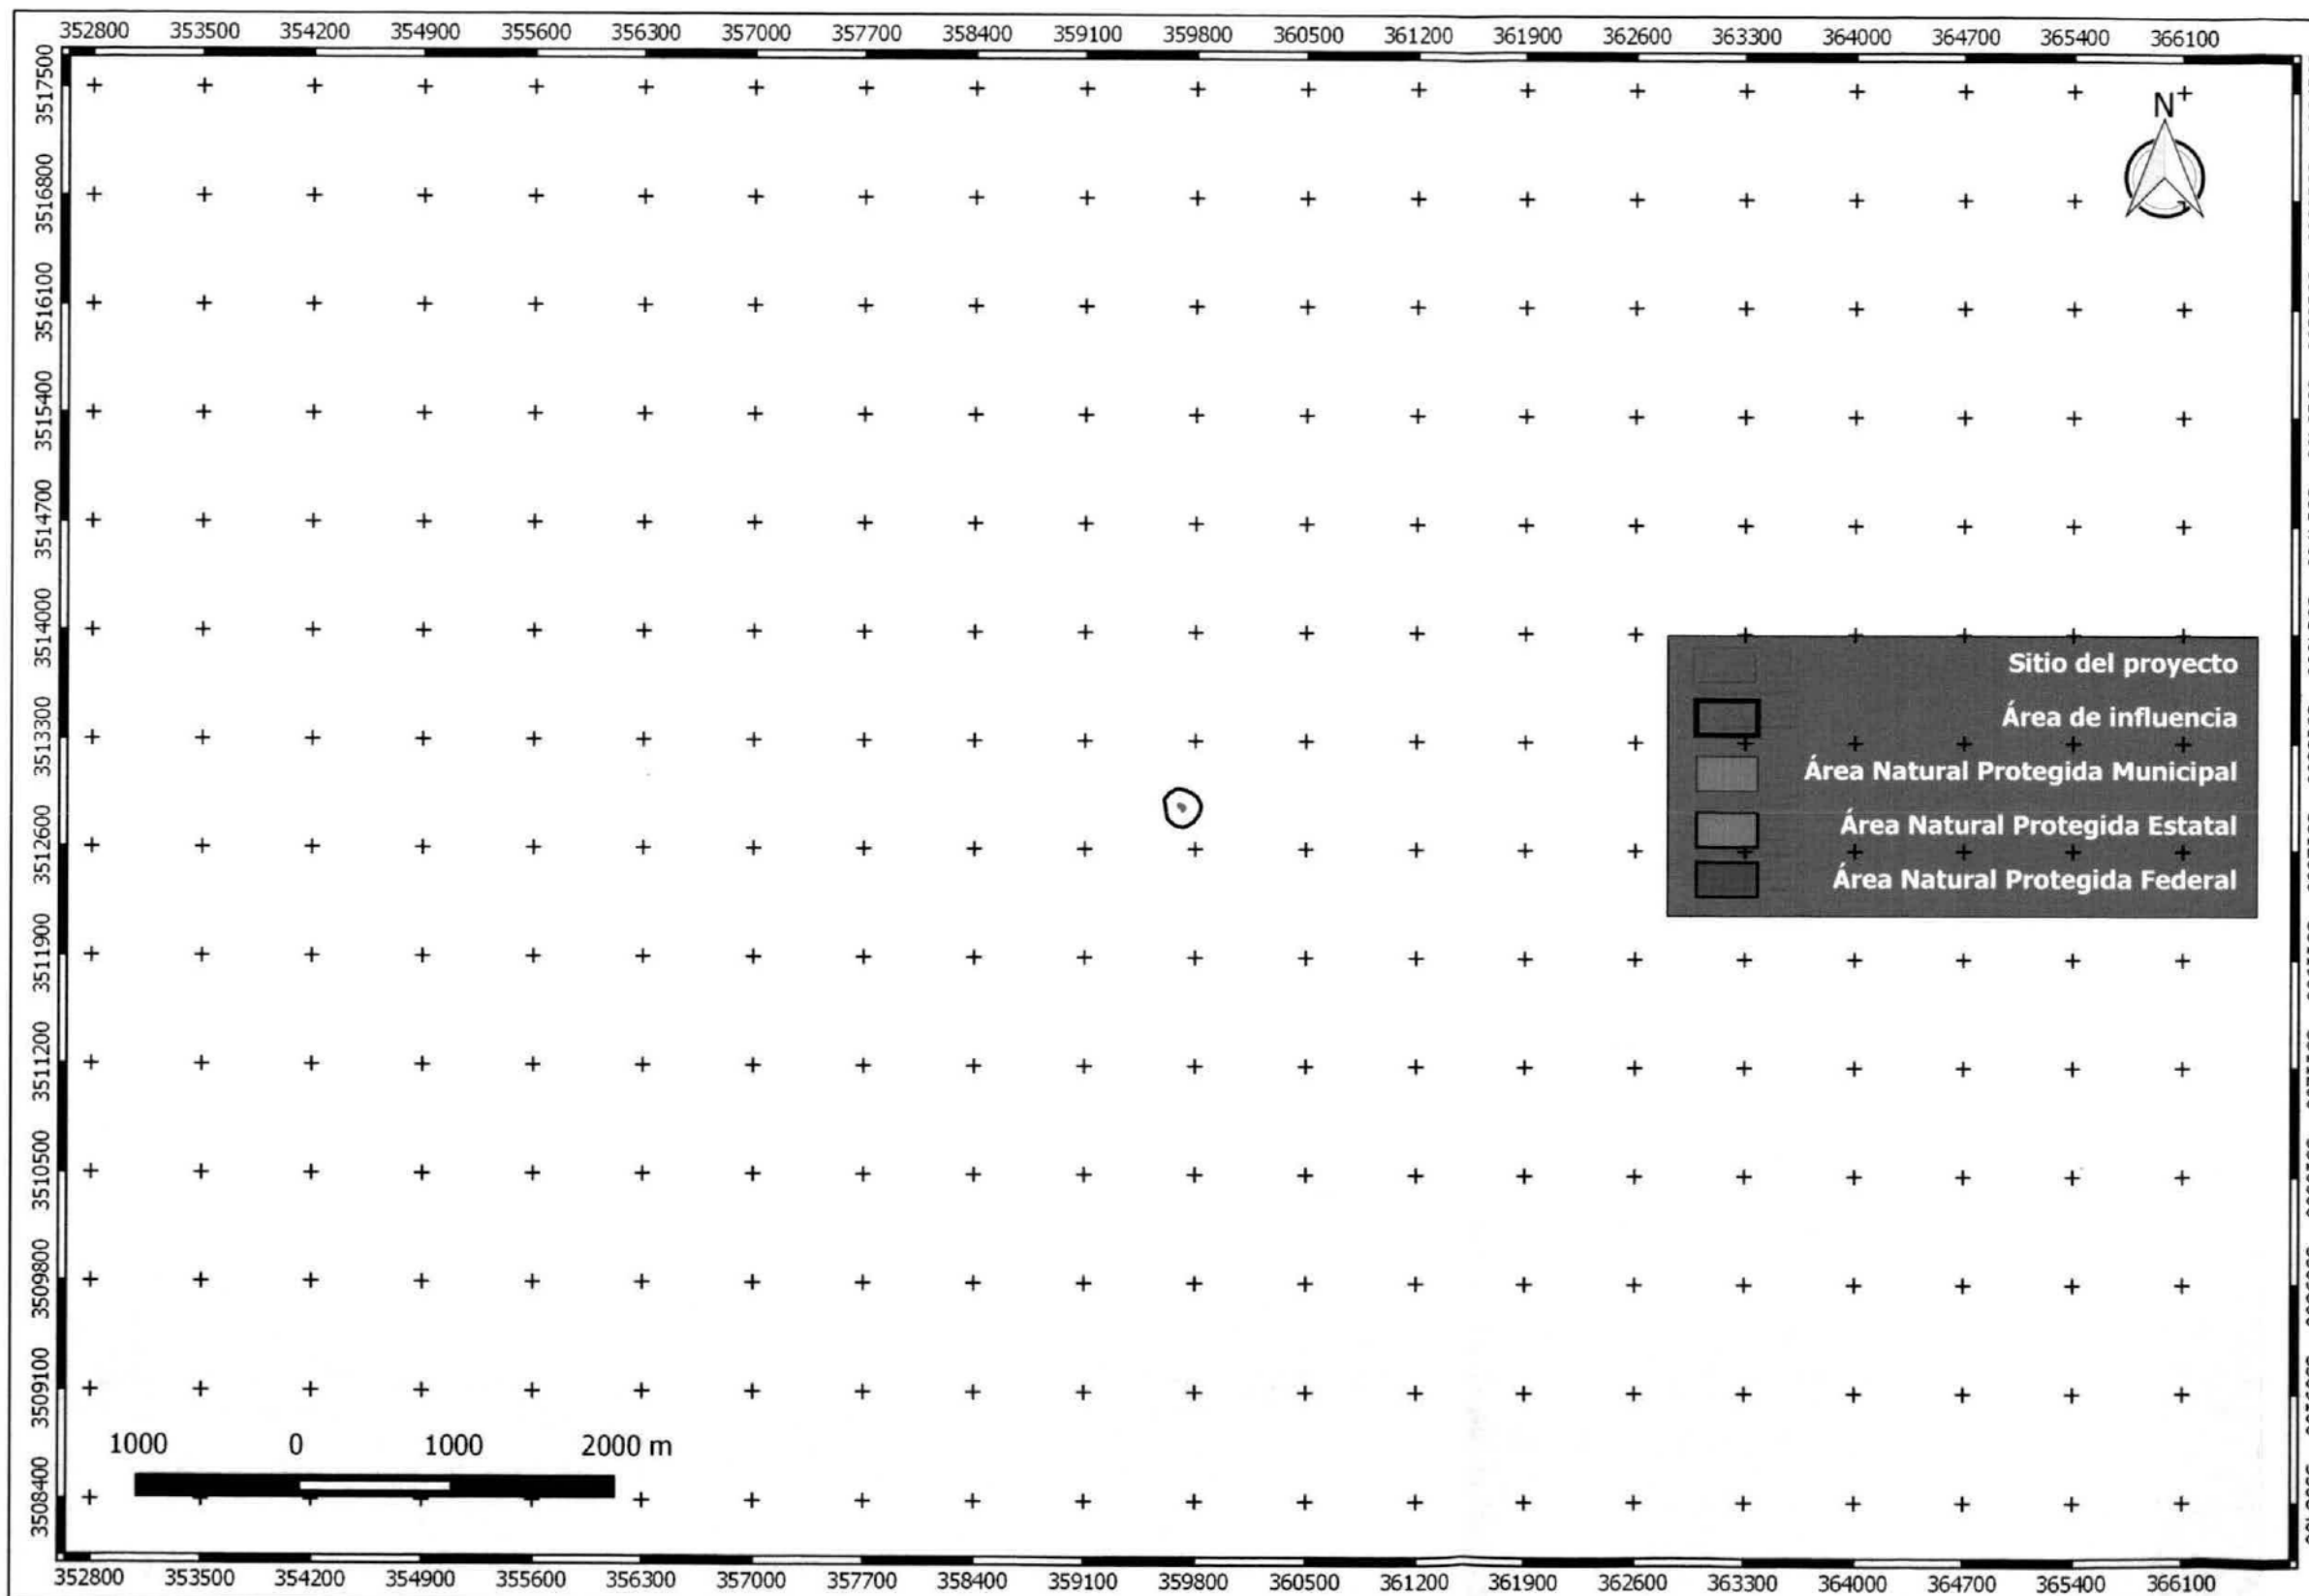 352800 353500 354200 354900 355600 356300 357000 357700 358400 359100 359800 360500 361200 361900 362600 363300 364000 364700 365400 366100
3517500
3516800
3516100
3515400
3514700
3514000
3513300
3512600
3511900
3511200
3510500
3509800
3509100
3508400
N
Sitio del proyecto
Área de influencia
Área Natural Protegida Municipal
Área Natural Protegida Estatal
Área Natural Protegida Federal
1000 0 1000 2000 m
352800 353500 354200 354900 355600 356300 357000 357700 358400 359100 359800 360500 361200 361900 362600 363300 364000 364700 365400 366100